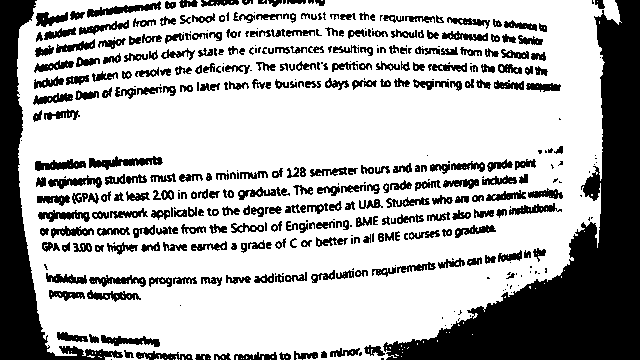 Appeal for Reinstatement to the School of Engineering
A student suspended from the School of Engineering must meet the requirements necessary to advance to
their intended major before petitioning for reinstatement. The petition should be addressed to the Senior
Associate Dean and should clearly state the circumstances resulting in their dismissal from the School and
include steps taken to resolve the deficiency. The student's petition should be received in the Office of the
Associate Dean of Engineering no later than five business days prior to the beginning of the desired semester
of re-entry.
Graduation Requirements
All engineering students must earn a minimum of 128 semester hours and an engineering grade point
average (GPA) of at least 2.00 in order to graduate. The engineering grade point average includes all
engineering coursework applicable to the degree attempted at UAB. Students who are on academic warning,
or probation cannot graduate from the School of Engineering. BME students must also have an institutional
GPA of 3.00 or higher and have earned a grade of C or better in all BME courses to graduate.
Individual engineering programs may have additional graduation requirements which can be found in the
program description.
Minors in Engineering
While students in engineering are not required to have a minor, the following